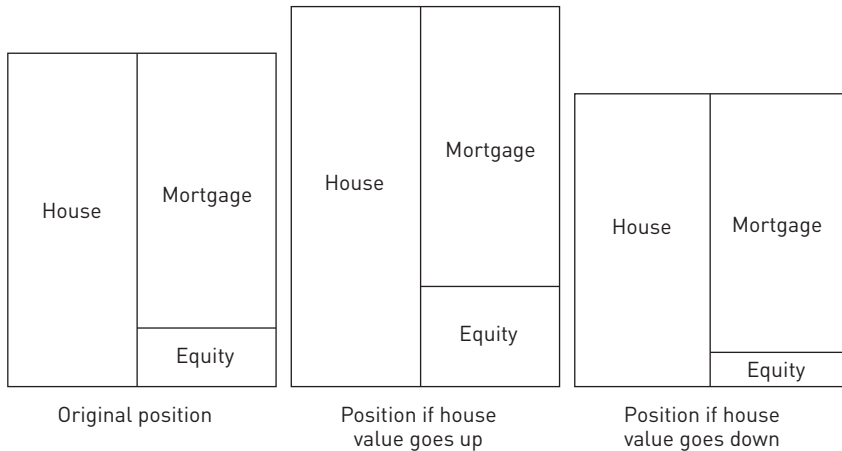 House
Mortgage
Equity
Original position
House
Mortgage
Equity
Position if house
value goes up
House
Mortgage
Equity
Position if house
value goes down